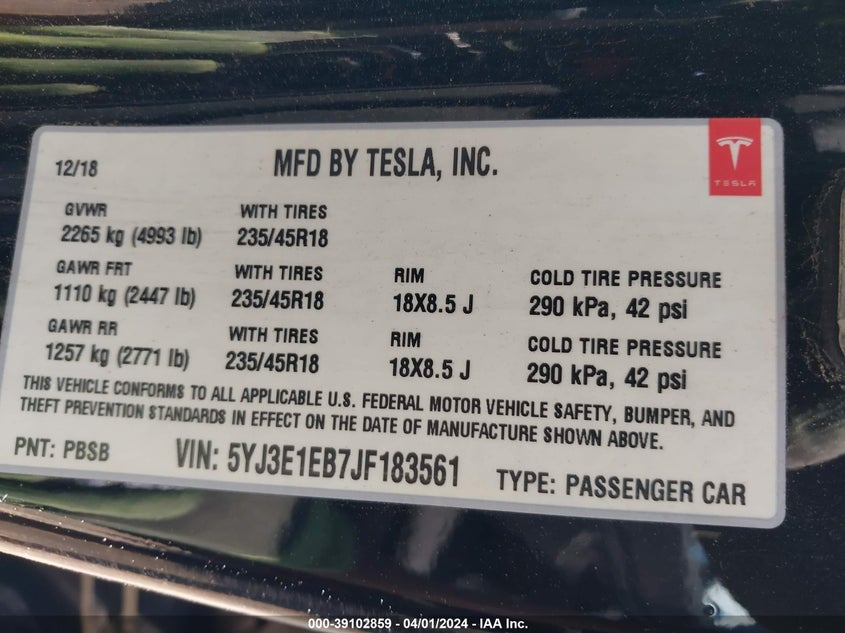 12/18 MFD BY TESLA, INC.
TESLA
GVWR WITH TIRES
2265 kg (4993 lb) 235/45R18
GAWR FRT WITH TIRES RIM COLD TIRE PRESSURE
1110 kg (2447 lb) 235/45R18 18X8.5 J 290 kPa, 42 psi
GAWR RR WITH TIRES RIM COLD TIRE PRESSURE
1257 kg (2771 lb) 235/45R18 18X8.5 J 290 kPa, 42 psi
THIS VEHICLE CONFORMS TO ALL APPLICABLE U.S. FEDERAL MOTOR VEHICLE SAFETY, BUMPER, AND
THEFT PREVENTION STANDARDS IN EFFECT ON THE DATE OF MANUFACTURE SHOWN ABOVE.
PNT: PBSB VIN: 5YJ3E1EB7JF183561 TYPE: PASSENGER CAR
000-39102859 - 04/01/2024 - IAA Inc.